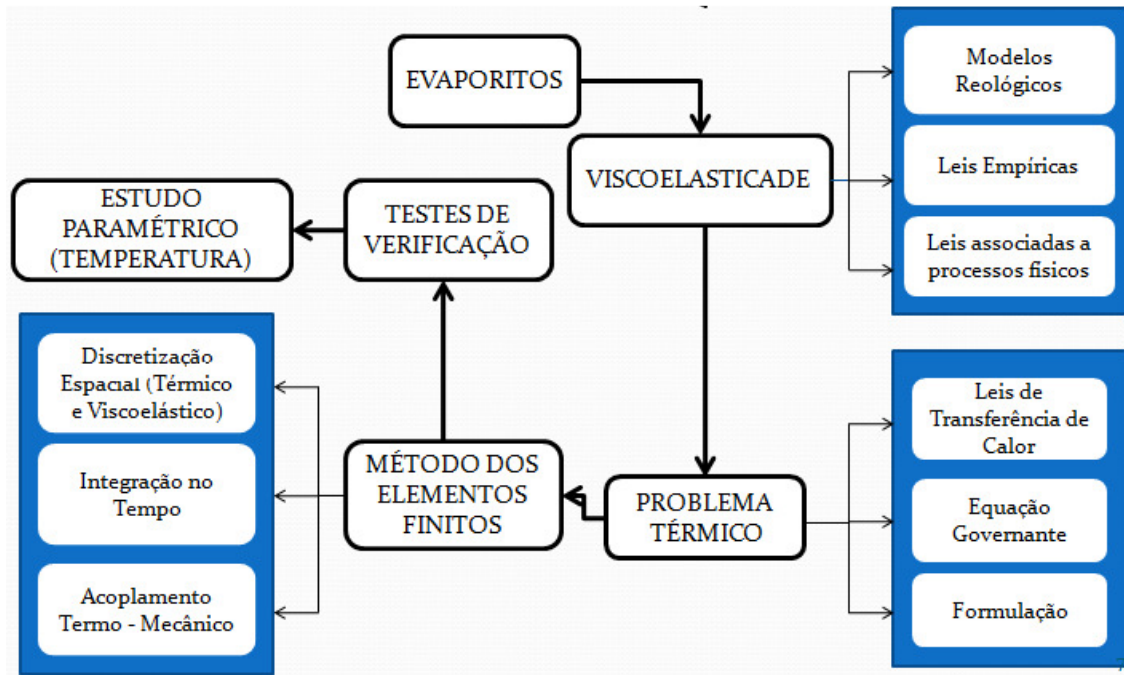 EVAPORITOS
VISCOELASTICADE
Modelos
Reológicos
Leis Empíricas
Leis associadas a
processos físicos
ESTUDO
PARAMÉTRICO
(TEMPERATURA)
TESTES DE
VERIFICAÇÃO
Discretização
Espacial (Térmico
e Viscoelástico)
Integração no
Tempo
Acoplamento
Termo - Mecânico
MÉTODO DOS
ELEMENTOS
FINITOS
PROBLEMA
TÉRMICO
Leis de
Transferência de
Calor
Equação
Governante
Formulação
7